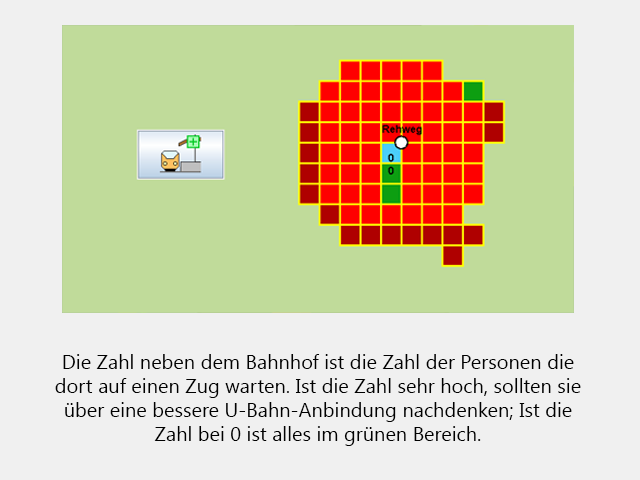 Rehweg
0
0
Die Zahl neben dem Bahnhof ist die Zahl der Personen die
dort auf einen Zug warten. Ist die Zahl sehr hoch, sollten sie
über eine bessere U-Bahn-Anbindung nachdenken; Ist die
Zahl bei 0 ist alles im grünen Bereich.